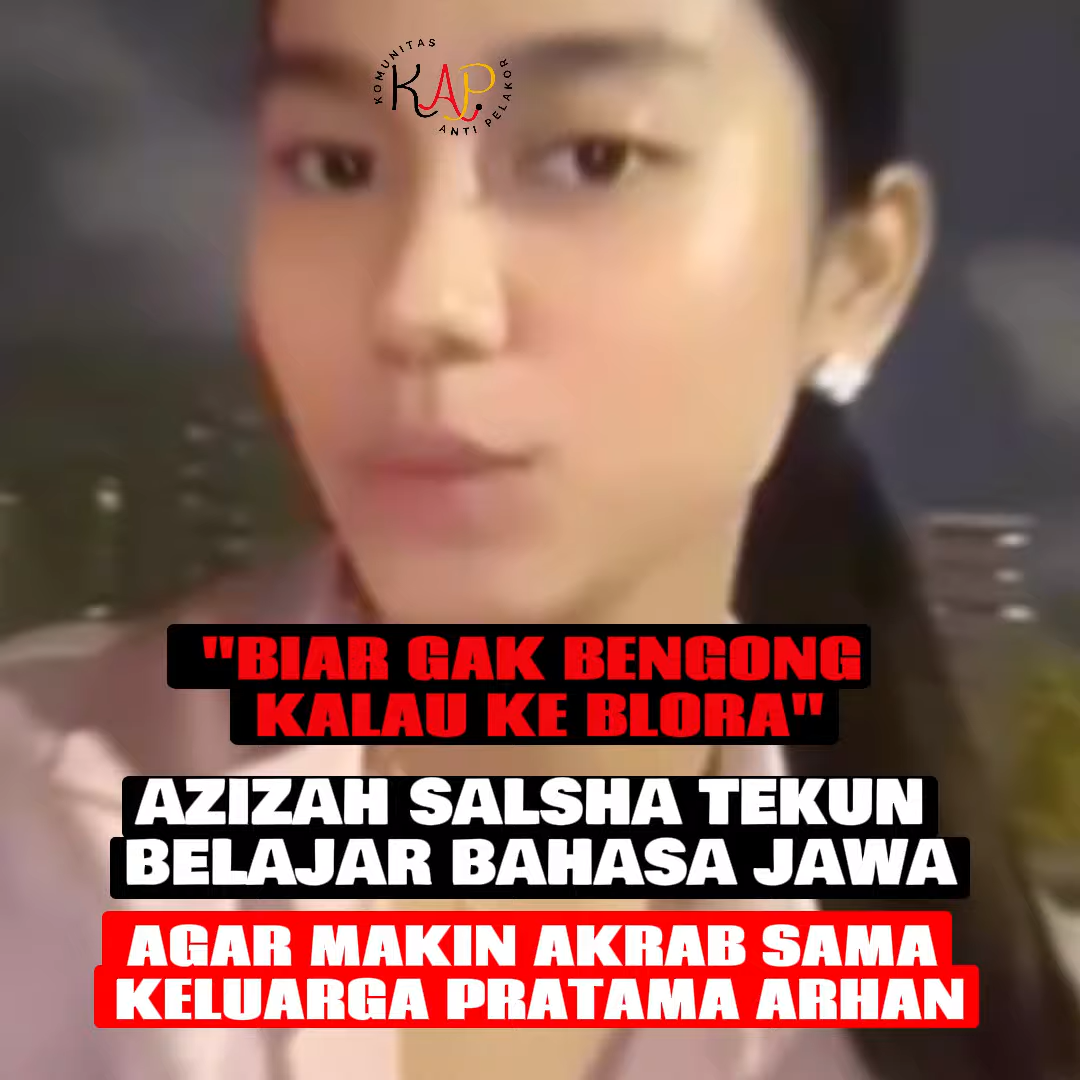 KOMUNITAS
KAP.
ANTI PELAKOR
"BIAR GAK BENGONG
KALAU KE BLORA"
AZIZAH SALSHA TEKUN
BELAJAR BAHASA JAWA
AGAR MAKIN AKRAB SAMA
KELUARGA PRATAMA ARHAN